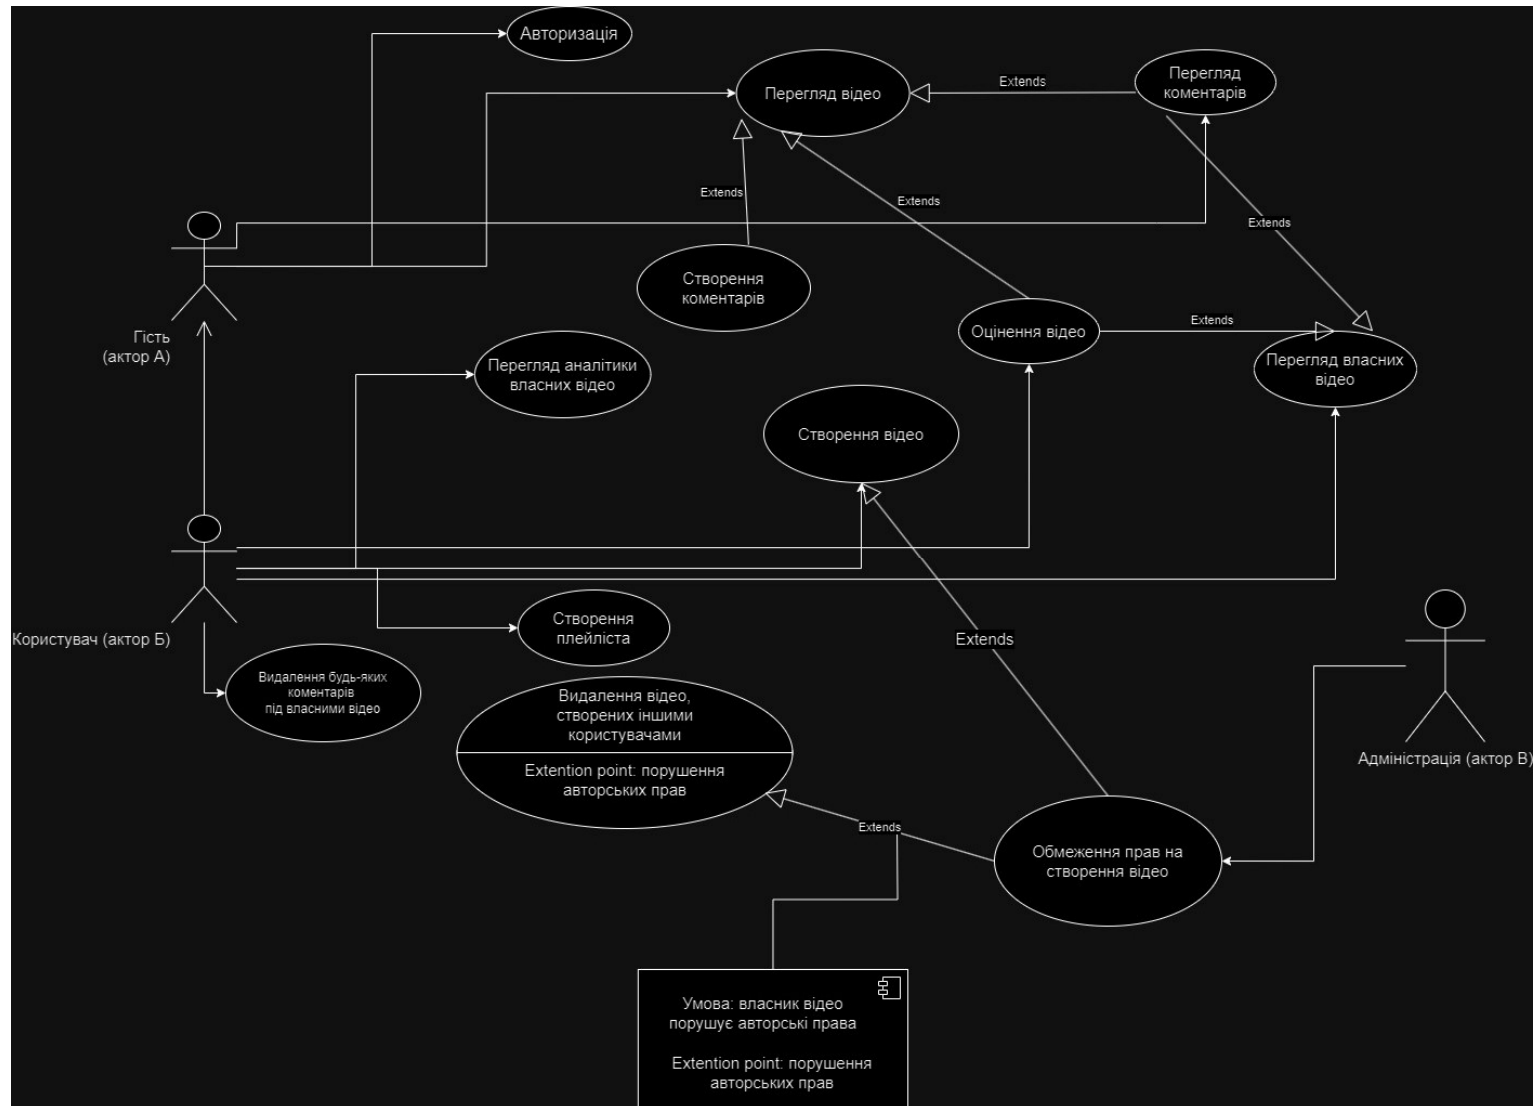 Авторизація
Перегляд відео
Extends
Перегляд
коментарів
Extends
Extends
Extends
Створення
коментарів
Гість
(актор А)
Перегляд аналітики
власних відео
Оцінення відео
Extends
Перегляд власних
відео
Створення відео
Користувач (актор Б)
Створення
плейліста
Extends
Видалення будь-яких
коментарів
під власними відео
Видалення відео,
створених іншими
користувачами
Extention point: порушення
авторських прав
Адміністрація (актор В)
Extends
Обмеження прав на
створення відео
Умова: власник відео
порушує авторські права
Extention point: порушення
авторських прав